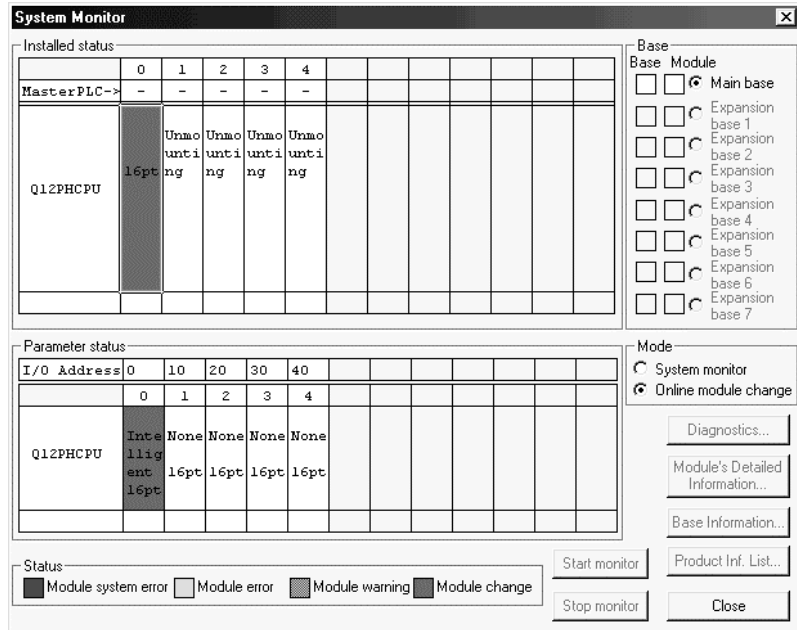 System Monitor
Installed status
0 1 2 3 4
MasterPLC-> - - - - -
Q12PHCPU
16pt
Unmo Unmo Unmo Unmo
unti unti unti unti
ng ng ng ng
Base
Base Module
Main base
Expansion
base 1
Expansion
base 2
Expansion
base 3
Expansion
base 4
Expansion
base 5
Expansion
base 6
Expansion
base 7
Parameter status
I/O Address 0 10 20 30 40
0 1 2 3 4
Q12PHCPU
Inte None None None None
llig
ent 16pt 16pt 16pt 16pt
16pt
Mode
System monitor
Online module change
Diagnostics...
Module's Detailed
Information...
Base Information...
Product Inf. List...
Status
Module system error Module error Module warning Module change
Start monitor
Stop monitor
Close